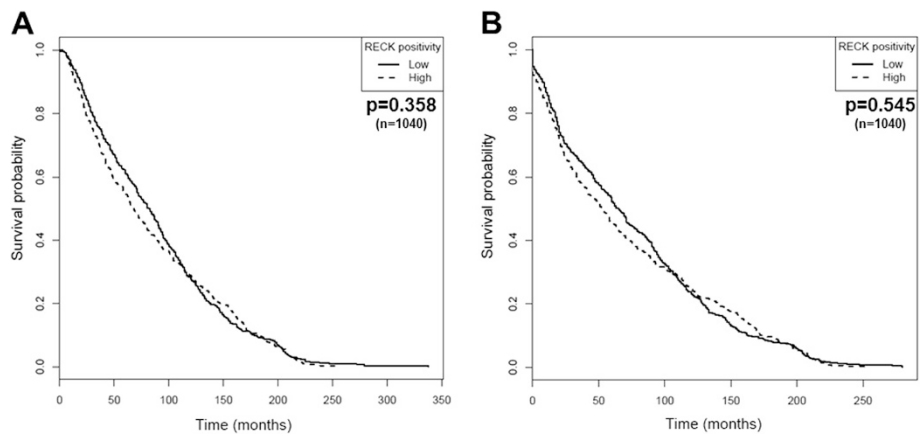 A
RECK positivity
Low
High
p=0.358
(n=1040)
Survival probability
1.0
0.8
0.6
0.4
0.2
0.0
0 50 100 150 200 250 300 350
Time (months)
B
RECK positivity
Low
High
p=0.545
(n=1040)
Survival probability
1.0
0.8
0.6
0.4
0.2
0.0
0 50 100 150 200 250
Time (months)